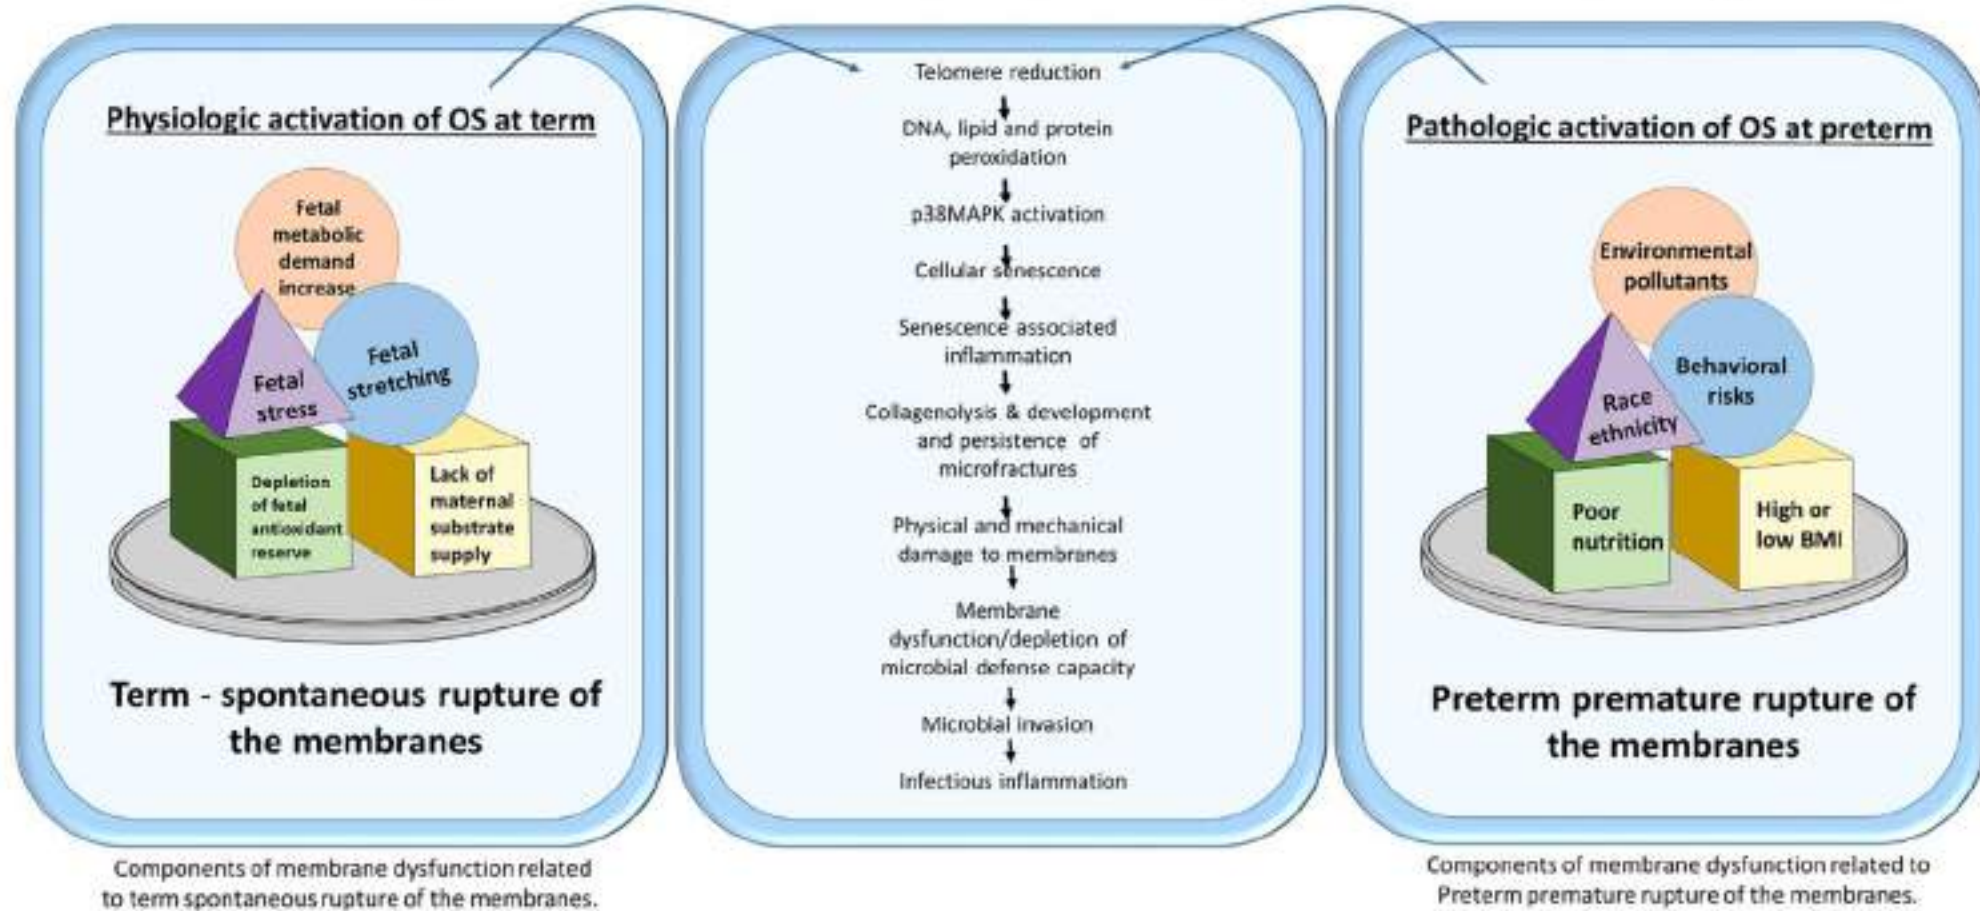 Physiologic activation of OS at term
Fetal
metabolic
demand
increase
Fetal
stretching
Fetal
stress
Depletion
of fetal
antioxidant
reserve
Lack of
maternal
substrate
supply
Term - spontaneous rupture of
the membranes
Components of membrane dysfunction related
to term spontaneous rupture of the membranes.
Telomere reduction
DNA, lipid and protein
peroxidation
p38MAPK activation
Cellular senescence
Senescence associated
inflammation
Collagenolysis & development
and persistence of
microfractures
Physical and mechanical
damage to membranes
Membrane
dysfunction/depletion of
microbial defense capacity
Microbial invasion
Infectious inflammation
Pathologic activation of OS at preterm
Environmental
pollutants
Behavioral
risks
Race
ethnicity
Poor
nutrition
High or
low BMI
Preterm premature rupture of
the membranes
Components of membrane dysfunction related to
Preterm premature rupture of the membranes.